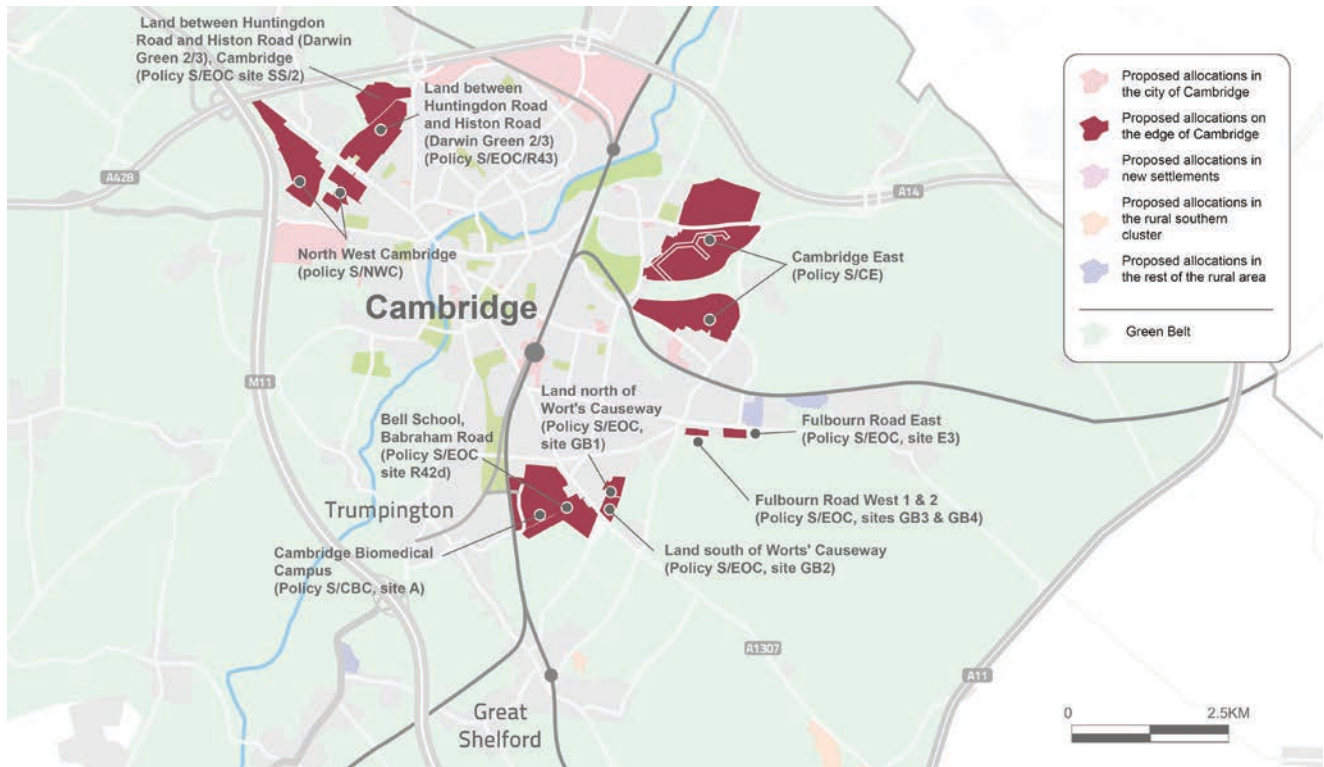 Land between Huntingdon
Road and Histon Road (Darwin
Green 2/3), Cambridge
(Policy S/EOC site SS/2)
Land between
Huntingdon Road
and Histon Road
(Darwin Green 2/3)
(Policy S/EOC/R43)
A428
A14
North West Cambridge
(policy S/NWC)
Cambridge East
(Policy S/CE)
Cambridge
M11
Land north of
Wort's Causeway
(Policy S/EOC,
site GB1)
Bell School,
Babraham Road
(Policy S/EOC
site R42d)
Fulbourn Road East
(Policy S/EOC, site E3)
Fulbourn Road West 1 & 2
(Policy S/EOC, sites GB3 & GB4)
Trumpington
Cambridge Biomedical
Campus
(Policy S/CBC, site A)
Land south of Worts' Causeway
(Policy S/EOC, site GB2)
A1307
A11
Great
Shelford
Proposed allocations in
the city of Cambridge
Proposed allocations on
the edge of Cambridge
Proposed allocations in
new settlements
Proposed allocations in
the rural southern
cluster
Proposed allocations in
the rest of the rural area
Green Belt
0 2.5KM